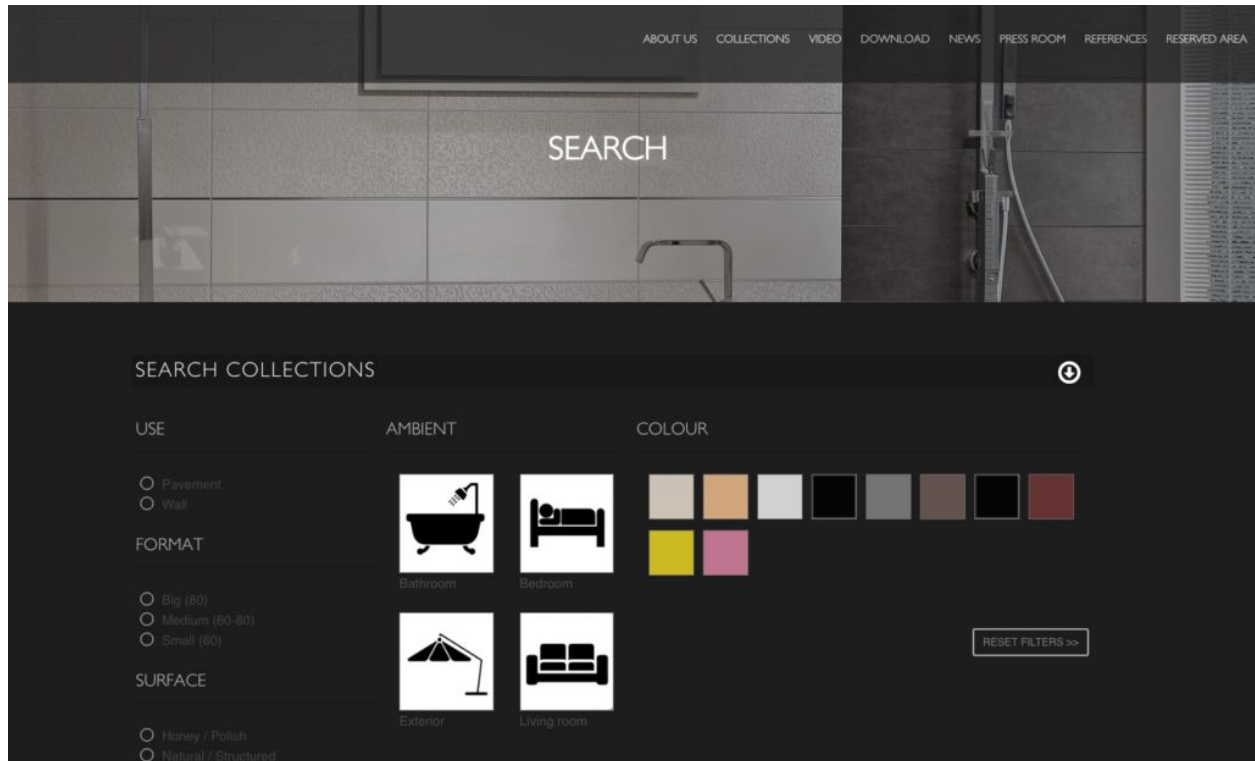 ABOUT US COLLECTIONS VIDEO DOWNLOAD NEWS PRESS ROOM REFERENCES RESERVED AREA
SEARCH
SEARCH COLLECTIONS
USE
Pavement
Wall
FORMAT
Big (80)
Medium (60-80)
Small (60)
SURFACE
Honey / Polish
Natural / Structured
AMBIENT
Bathroom Bedroom
Exterior Living room
COLOUR
RESET FILTERS >>